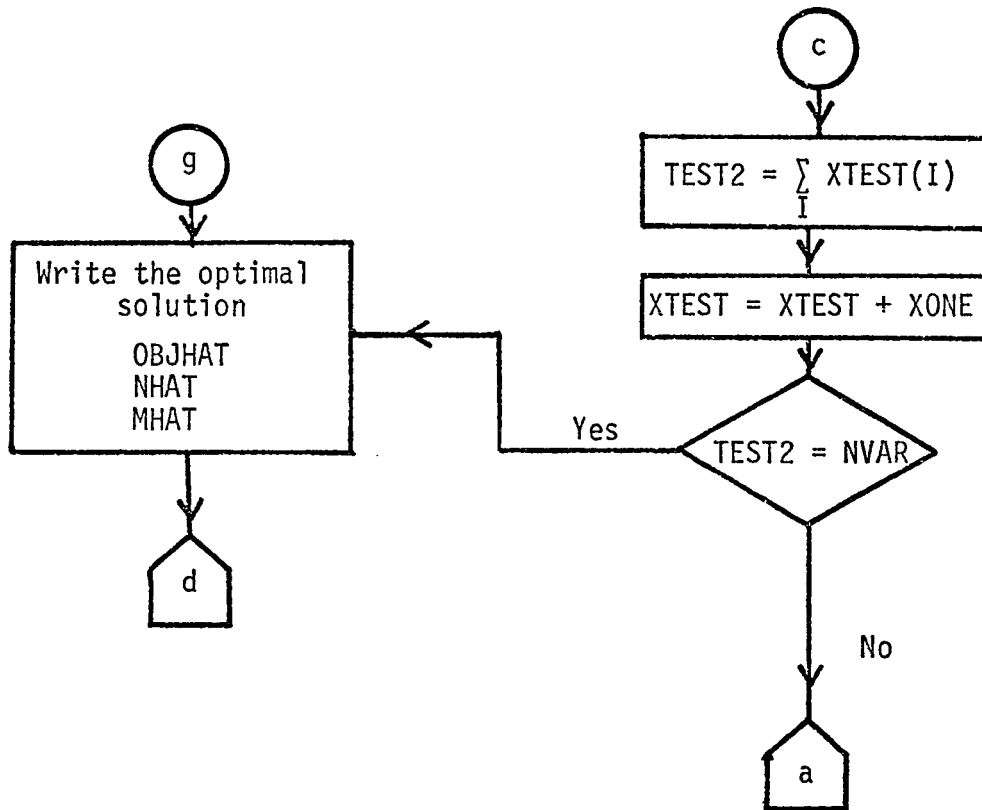 c
TEST2 = ∑ XTEST(I)
I
XTEST = XTEST + XONE
TEST2 = NVAR
Yes
No
a
g
Write the optimal
solution
OBJHAT
NHAT
MHAT
d